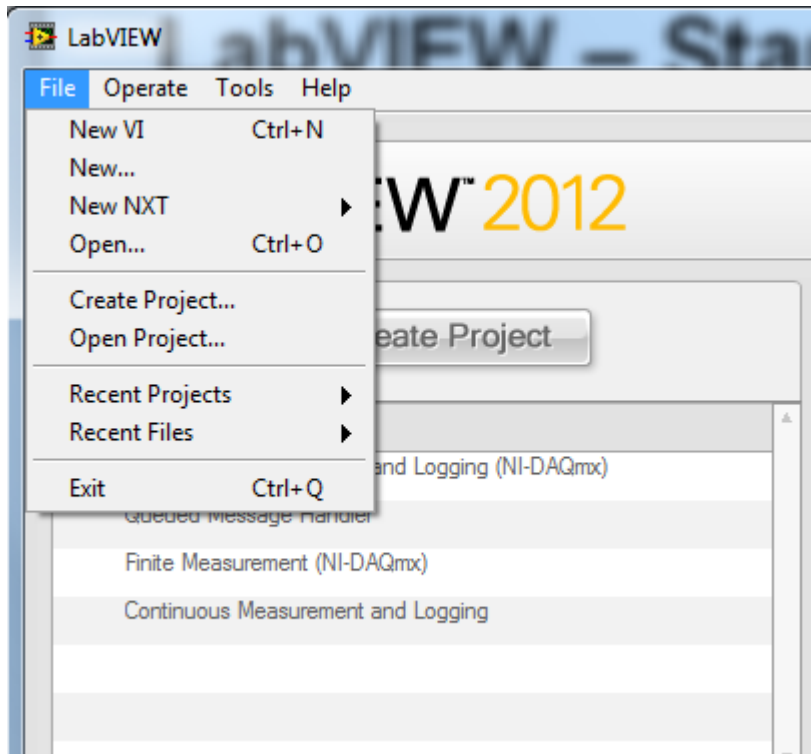 LabVIEW
LabVIEW – Sta
File Operate Tools Help
New VI Ctrl+N
New...
New NXT
Open... Ctrl+O
Create Project...
Open Project...
Recent Projects
Recent Files
Exit Ctrl+Q
EW™ 2012
eate Project
and Logging (NI-DAQmx)
Queued Message Handler
Finite Measurement (NI-DAQmx)
Continuous Measurement and Logging